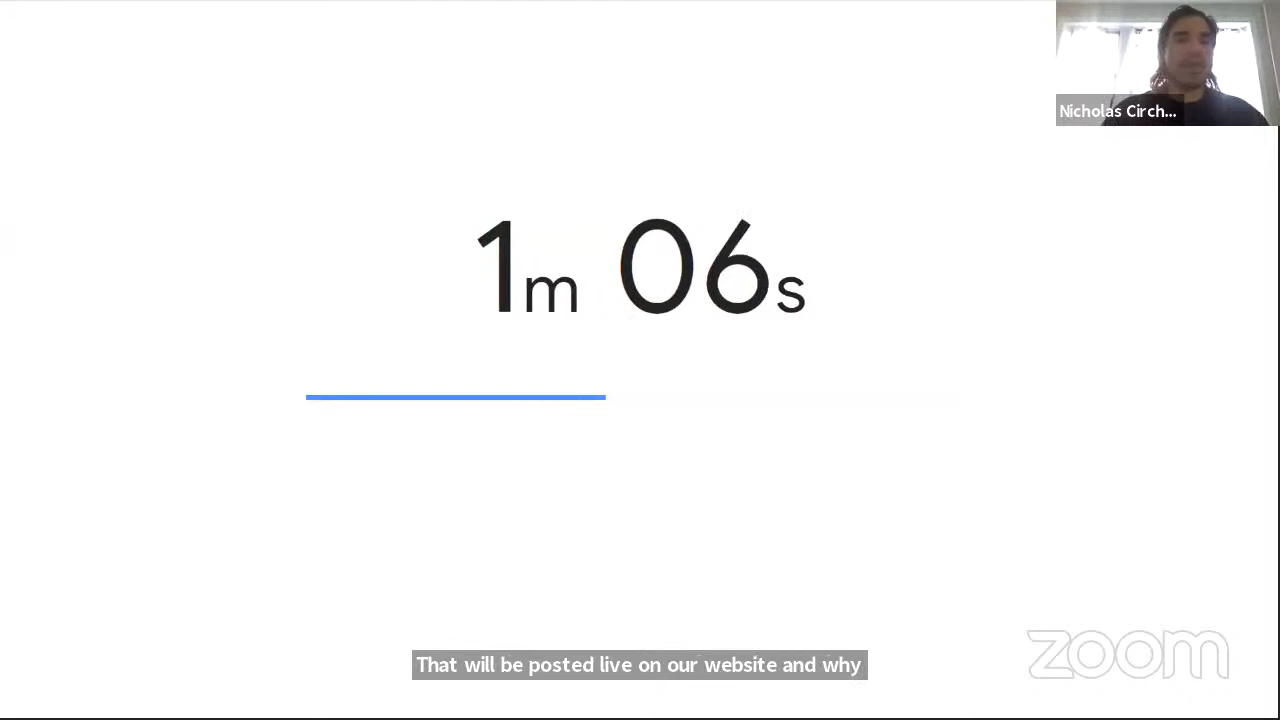 Nicholas Circh...
1m 06s
That will be posted live on our website and why
zoom